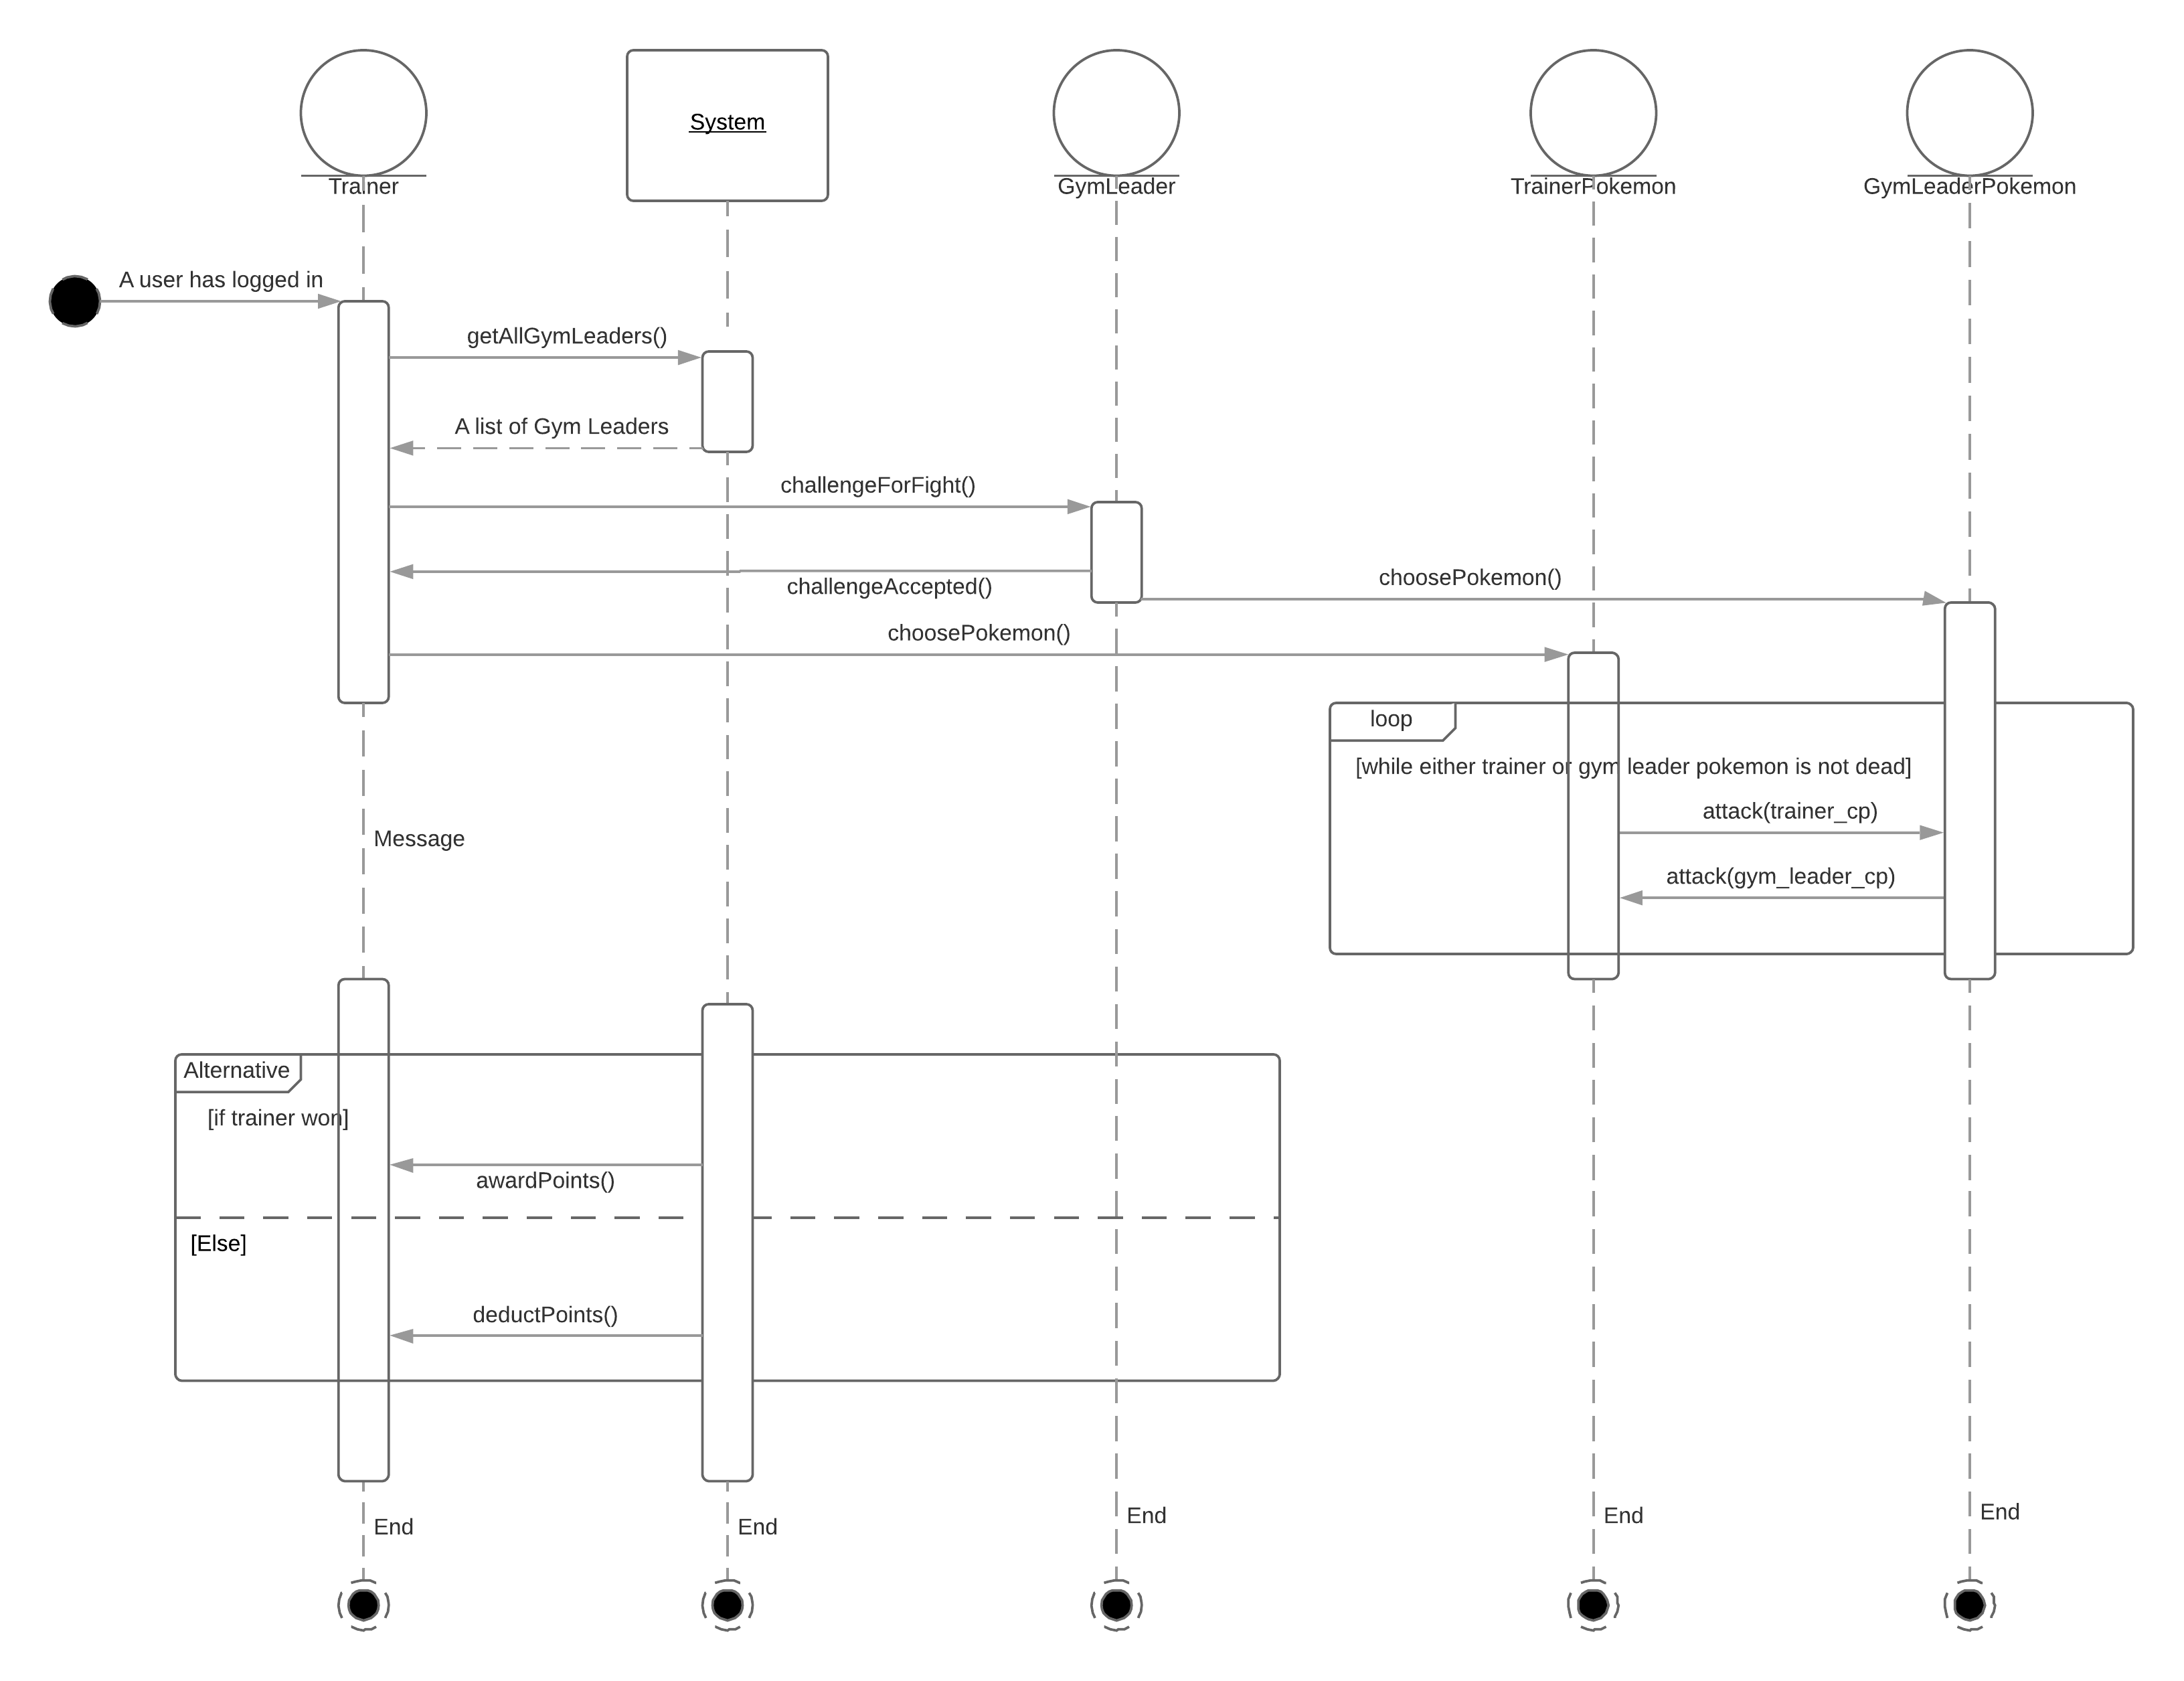 System
Trainer
GymLeader
TrainerPokemon
GymLeaderPokemon
A user has logged in
getAllGymLeaders()
A list of Gym Leaders
challengeForFight()
challengeAccepted()
choosePokemon()
choosePokemon()
loop
[while either trainer or gym leader pokemon is not dead]
attack(trainer_cp)
Message
attack(gym_leader_cp)
Alternative
[if trainer won]
awardPoints()
[Else]
deductPoints()
End
End
End
End
End